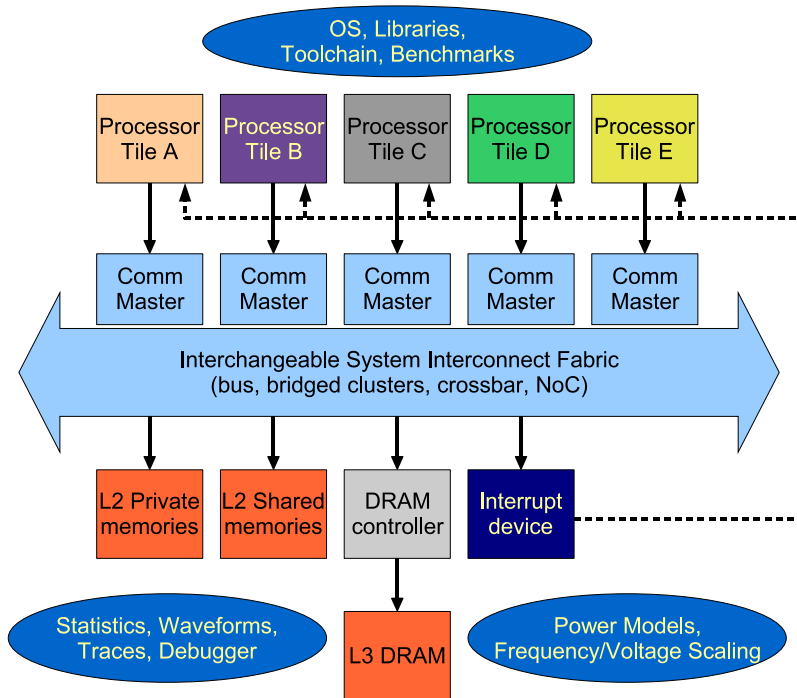 OS, Libraries,
Toolchain, Benchmarks
Processor
Tile A
Processor
Tile B
Processor
Tile C
Processor
Tile D
Processor
Tile E
Comm
Master
Comm
Master
Comm
Master
Comm
Master
Comm
Master
Interchangeable System Interconnect Fabric
(bus, bridged clusters, crossbar, NoC)
L2 Private
memories
L2 Shared
memories
DRAM
controller
Interrupt
device
Statistics, Waveforms,
Traces, Debugger
L3 DRAM
Power Models,
Frequency/Voltage Scaling